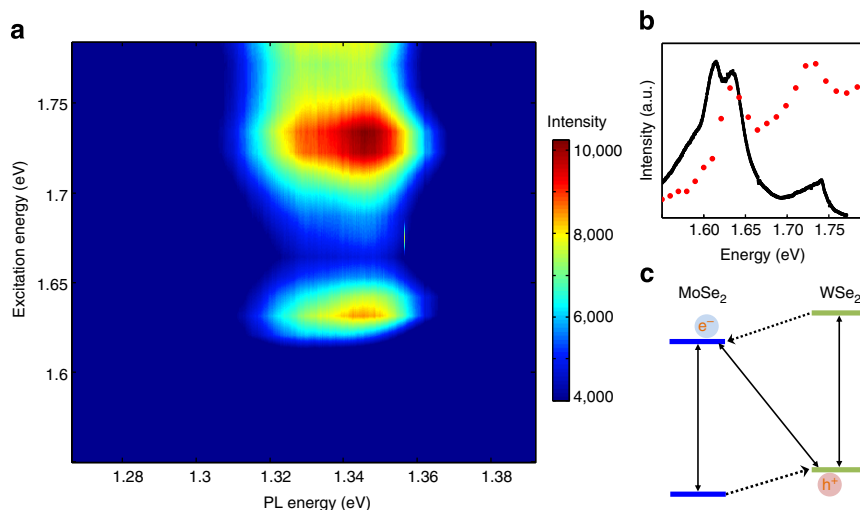 a
Excitation energy (eV)
1.75
1.7
1.65
1.6
1.28
1.3
1.32
1.34
1.36
1.38
PL energy (eV)
Intensity
10,000
8,000
6,000
4,000
b
Intensity (a.u.)
1.60
1.65
1.70
1.75
Energy (eV)
c
MoSe₂
WSe₂
e⁻
h⁺